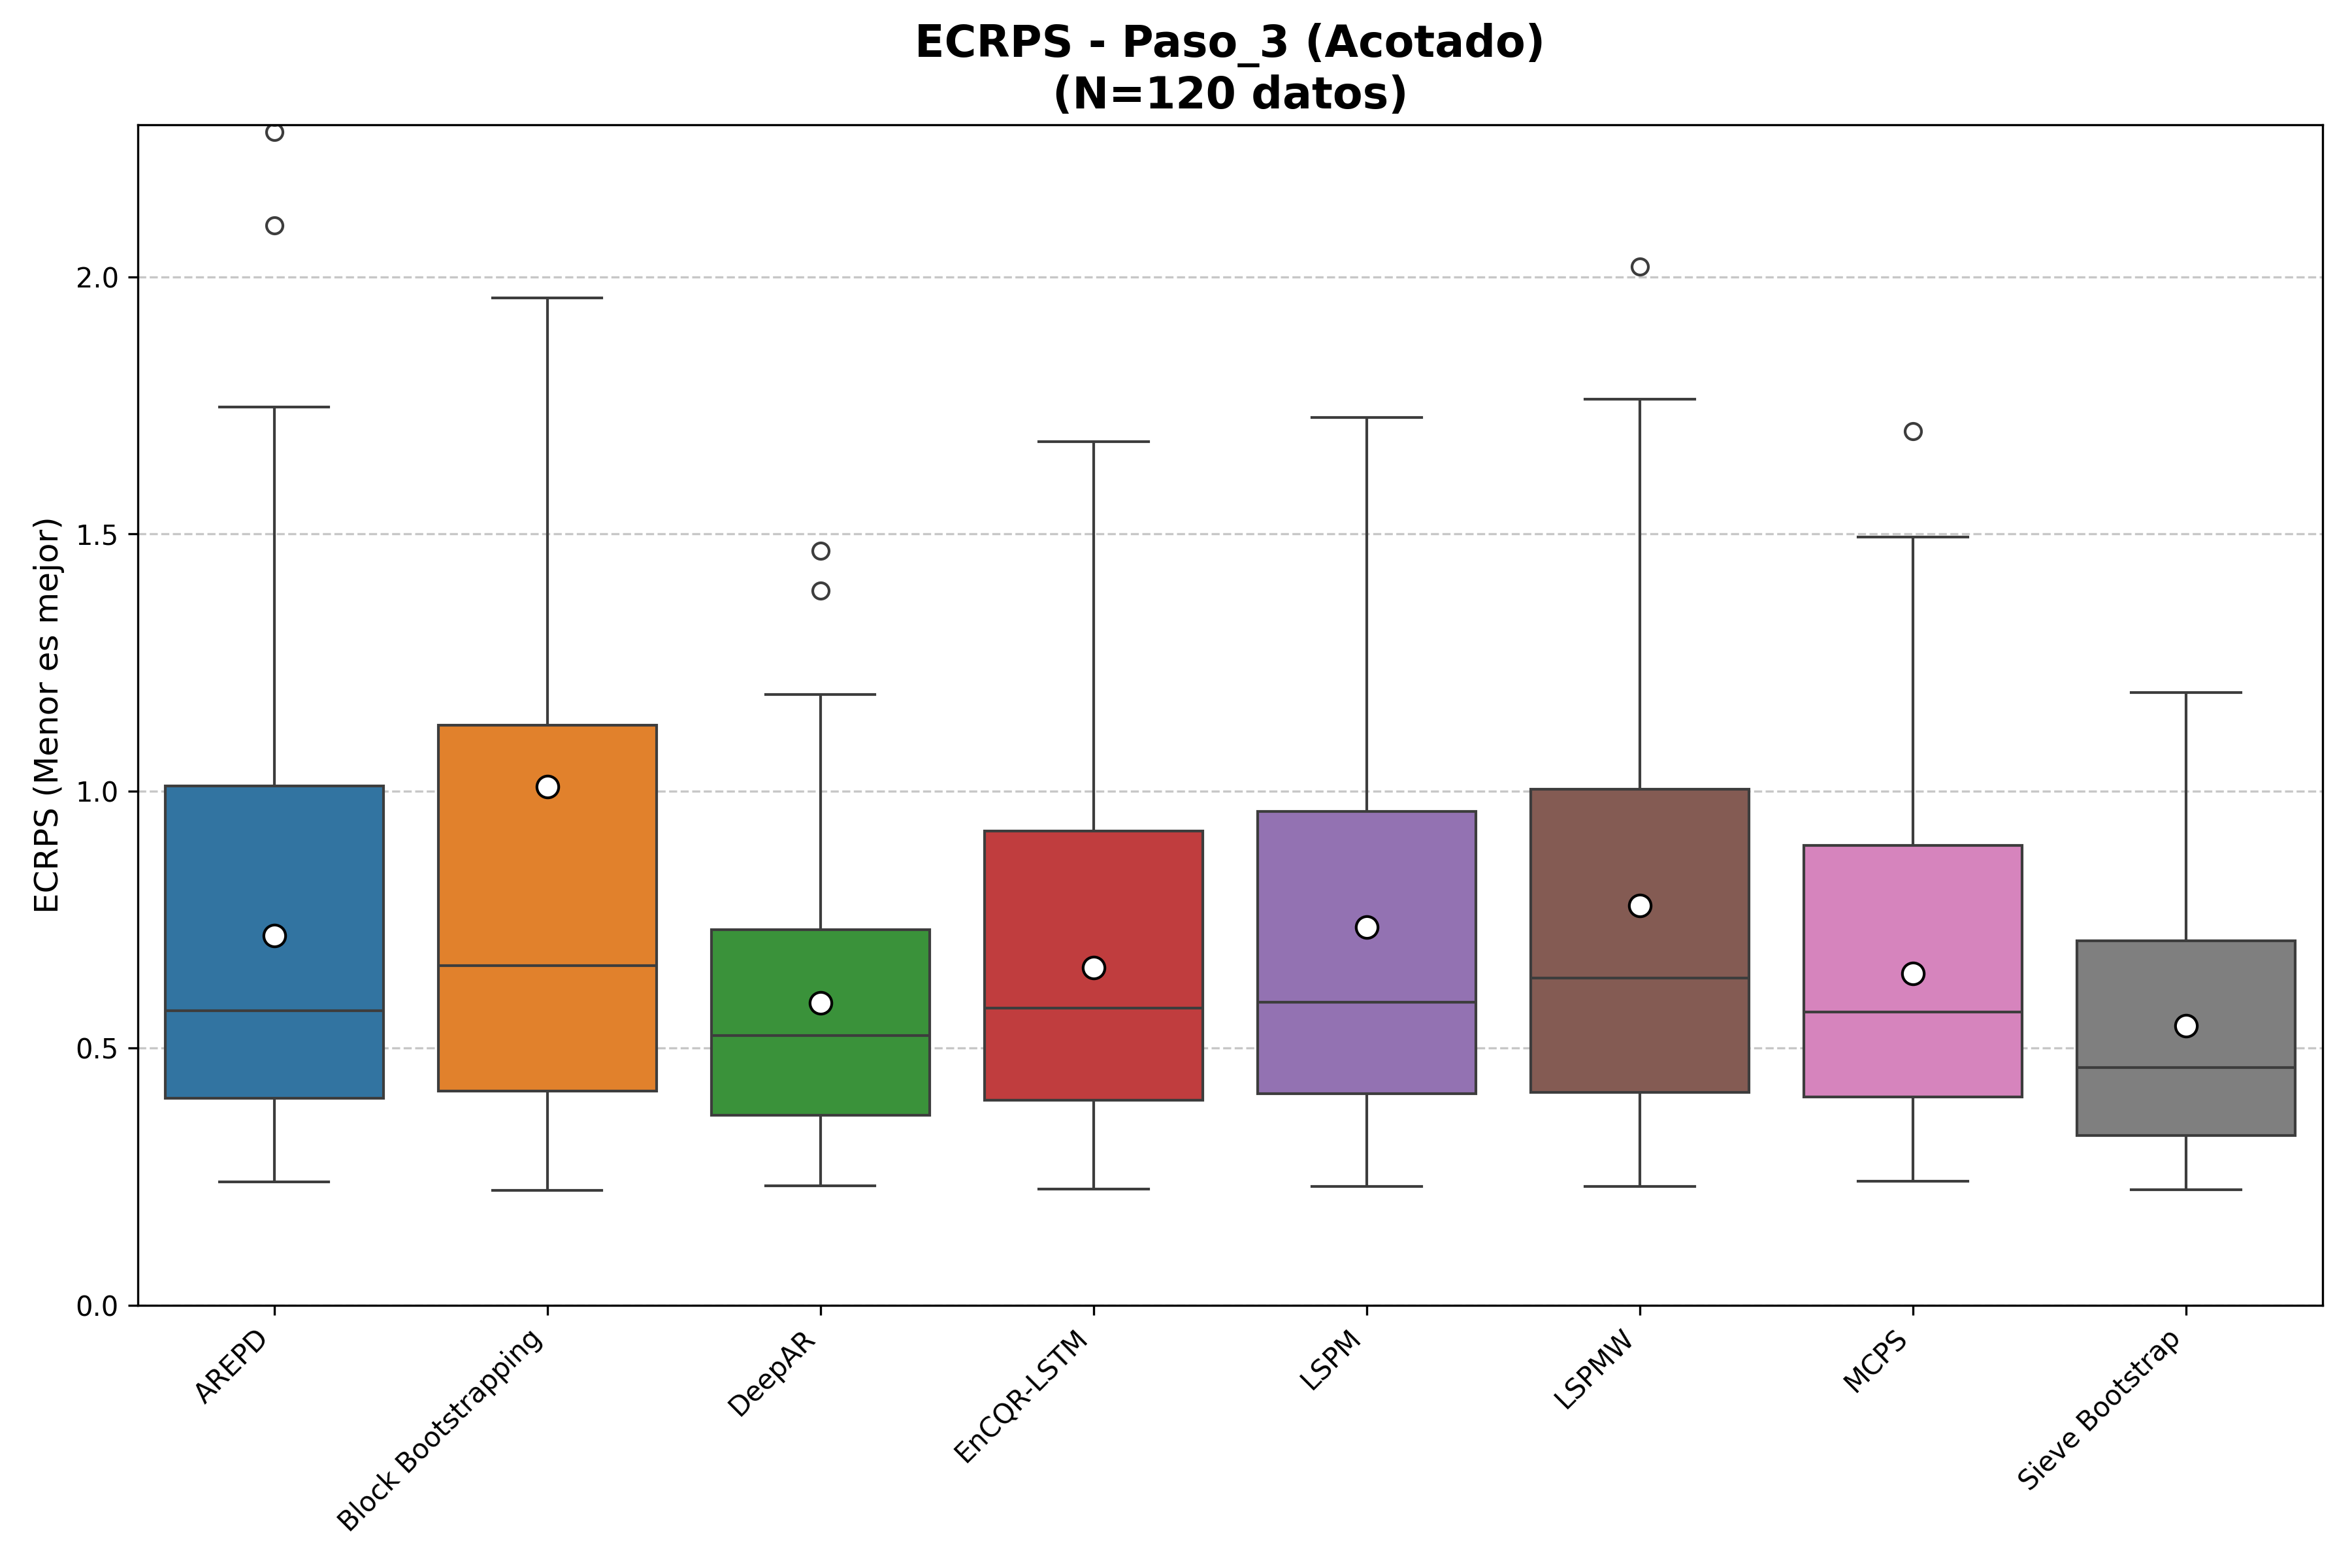 ECRPS - Paso_3 (Acotado)
(N=120 datos)
ECRPS (Menor es mejor)
2.0
1.5
1.0
0.5
0.0
AREPD
Block Bootstrapping
DeepAR
EnCQR-LSTM
LSPM
LSPMW
MCPS
Sieve Bootstrap